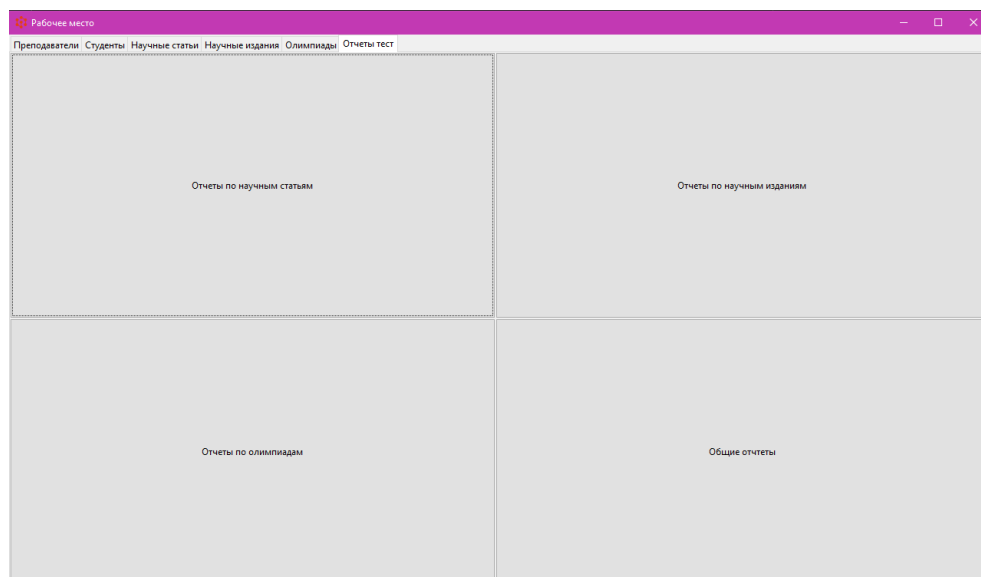 Рабочее место
Преподаватели Студенты Научные статьи Научные издания Олимпиады Отчеты тест
Отчеты по научным статьям
Отчеты по научным изданиям
Отчеты по олимпиадам
Общие отчтеты